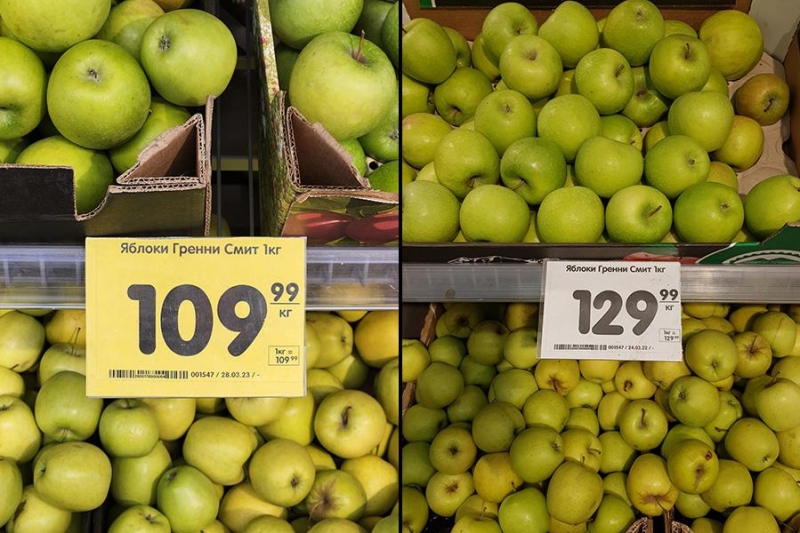 Яблоки Гренни Смит 1кг
109 99
кг
1кг =
109 99
001547 / 28.03.23 / -
Яблоки Гренни Смит 1кг
129 99
кг
1кг =
129 99
001547 / 24.03.22 / -